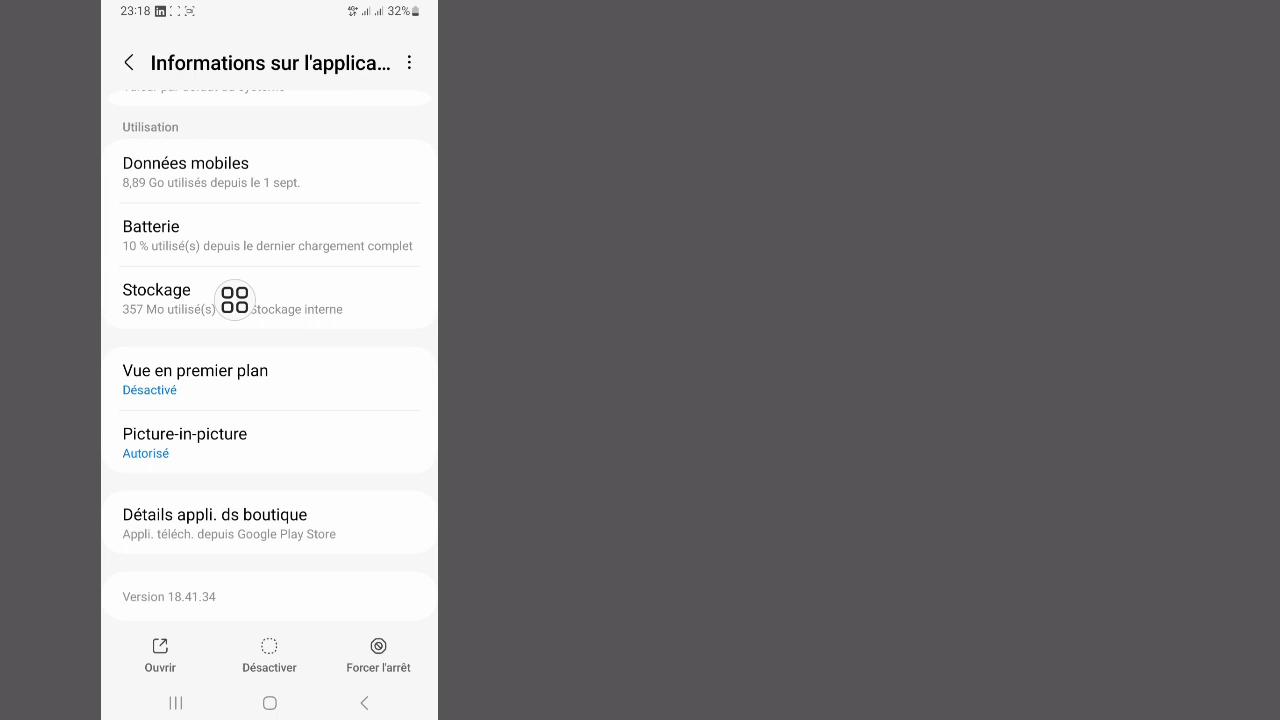 23:18 in 4G 32%
Informations sur l'applica...
Utilisation
Données mobiles
8,89 Go utilisés depuis le 1 sept.
Batterie
10 % utilisé(s) depuis le dernier chargement complet
Stockage
357 Mo utilisé(s) Stockage interne
Vue en premier plan
Désactivé
Picture-in-picture
Autorisé
Détails appli. ds boutique
Appli. téléch. depuis Google Play Store
Version 18.41.34
Ouvrir Désactiver Forcer l'arrêt